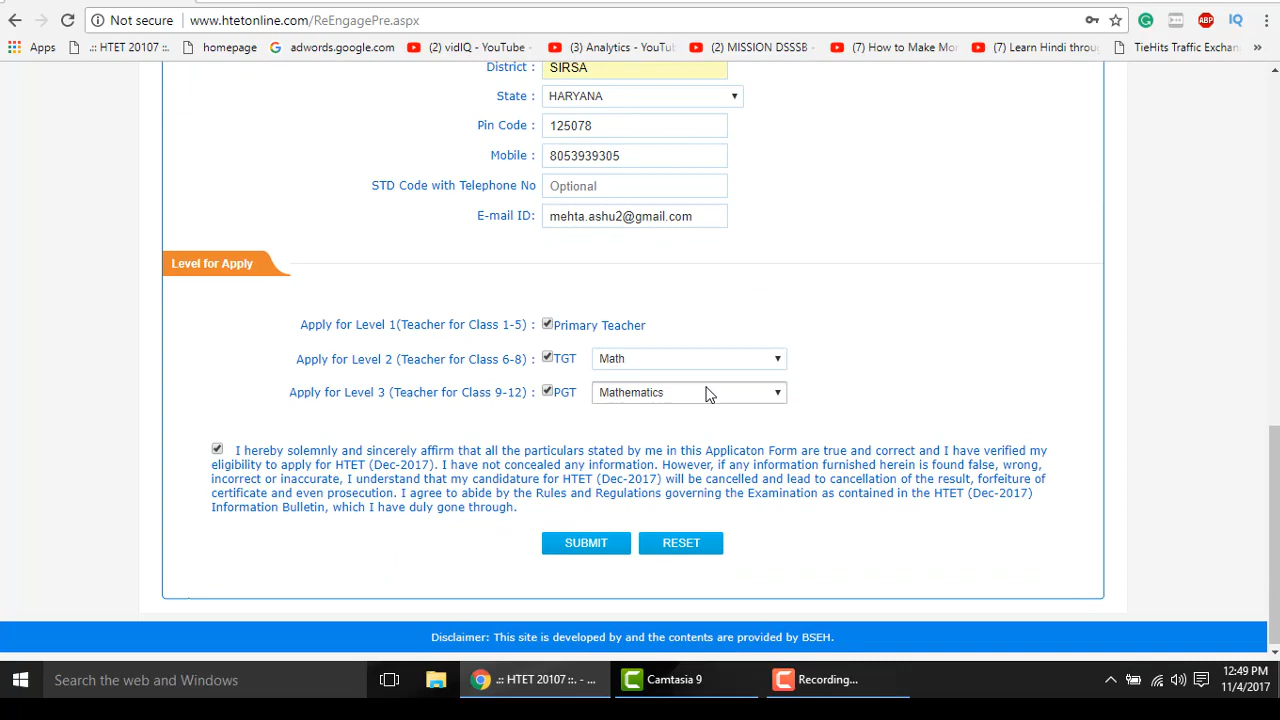 Not secure | www.htetonline.com/ReEngagePre.aspx
Apps .:: HTET 20107 ::. homepage adwords.google.com (2) vidIQ - YouTube - (3) Analytics - YouTu (2) MISSION DSSSB - (7) How to Make Mor (7) Learn Hindi throu TieHits Traffic Exchan »
District : SIRSA
State : HARYANA
Pin Code : 125078
Mobile : 8053939305
STD Code with Telephone No Optional
E-mail ID: mehta.ashu2@gmail.com
Level for Apply
Apply for Level 1(Teacher for Class 1-5) : Primary Teacher
Apply for Level 2 (Teacher for Class 6-8) : TGT Math
Apply for Level 3 (Teacher for Class 9-12) : PGT Mathematics
I hereby solemnly and sincerely affirm that all the particulars stated by me in this Applicaton Form are true and correct and I have verified my
eligibility to apply for HTET (Dec-2017). I have not concealed any information. However, if any information furnished herein is found false, wrong,
incorrect or inaccurate, I understand that my candidature for HTET (Dec-2017) will be cancelled and lead to cancellation of the result, forfeiture of
certificate and even prosecution. I agree to abide by the Rules and Regulations governing the Examination as contained in the HTET (Dec-2017)
Information Bulletin, which I have duly gone through.
SUBMIT RESET
Disclaimer: This site is developed by and the contents are provided by BSEH.
Search the web and Windows .:: HTET 20107 ::. - ... Camtasia 9 Recording... 12:49 PM
11/4/2017